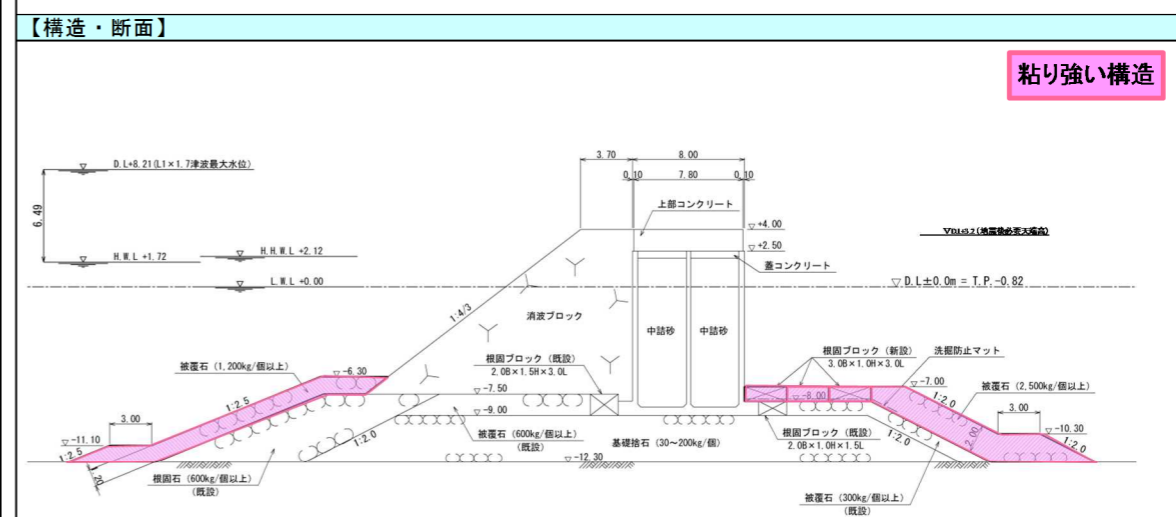 【構造・断面】
粘り強い構造
D.L+8.21(L1×1.7津波最大水位)
6.49
H.W.L +1.72
H.H.W.L +2.12
L.W.L +0.00
3.70
8.00
0.10
7.80
0.10
上部コンクリート
+4.00
+2.50
蓋コンクリート
D.L±0.0m = T.P.-0.82
1:4/3
消波ブロック
中詰砂
中詰砂
根固ブロック (既設)
2.0B×1.5H×3.0L
根固ブロック (新設)
3.0B×1.0H×3.0L
洗掘防止マット
被覆石 (1,200kg/個以上)
-6.30
-7.50
-9.00
-8.00
-7.00
被覆石 (2,500kg/個以上)
1:2.5
1:2.0
3.00
3.00
-11.10
-10.30
1:2.5
1:2.0
1:2.0
1:2.0
2.00
被覆石 (600kg/個以上)
(既設)
基礎捨石 (30～200kg/個)
根固ブロック (既設)
2.0B×1.0H×1.5L
-12.30
根固石 (600kg/個以上)
(既設)
被覆石 (300kg/個以上)
(既設)